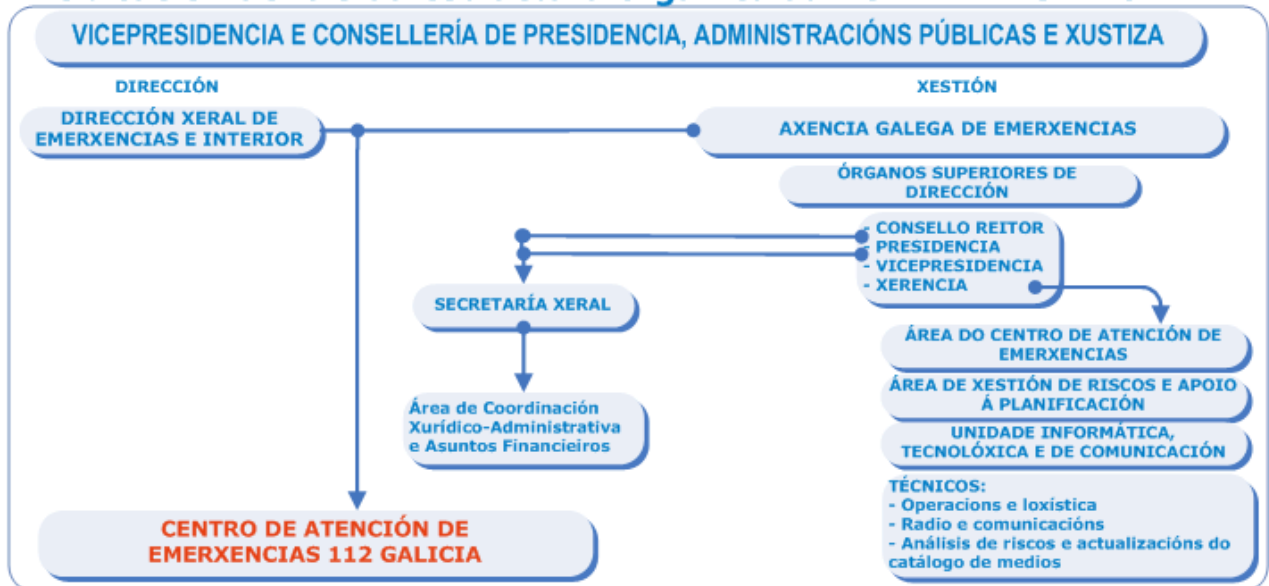 VICEPRESIDENCIA E CONSELLERÍA DE PRESIDENCIA, ADMINISTRACIÓNS PÚBLICAS E XUSTIZA
DIRECCIÓN
XESTIÓN
DIRECCIÓN XERAL DE
EMERXENCIAS E INTERIOR
AXENCIA GALEGA DE EMERXENCIAS
ÓRGANOS SUPERIORES DE
DIRECCIÓN
- CONSELLO REITOR
- PRESIDENCIA
- VICEPRESIDENCIA
- XERENCIA
SECRETARÍA XERAL
ÁREA DO CENTRO DE ATENCIÓN DE
EMERXENCIAS
ÁREA DE XESTIÓN DE RISCOS E APOIO
Á PLANIFICACIÓN
Área de Coordinación
Xurídico-Administrativa
e Asuntos Financieiros
UNIDADE INFORMÁTICA,
TECNOLÓXICA E DE COMUNICACIÓN
TÉCNICOS:
- Operacions e loxística
- Radio e comunicacións
- Análisis de riscos e actualizacións do
catálogo de medios
CENTRO DE ATENCIÓN DE
EMERXENCIAS 112 GALICIA